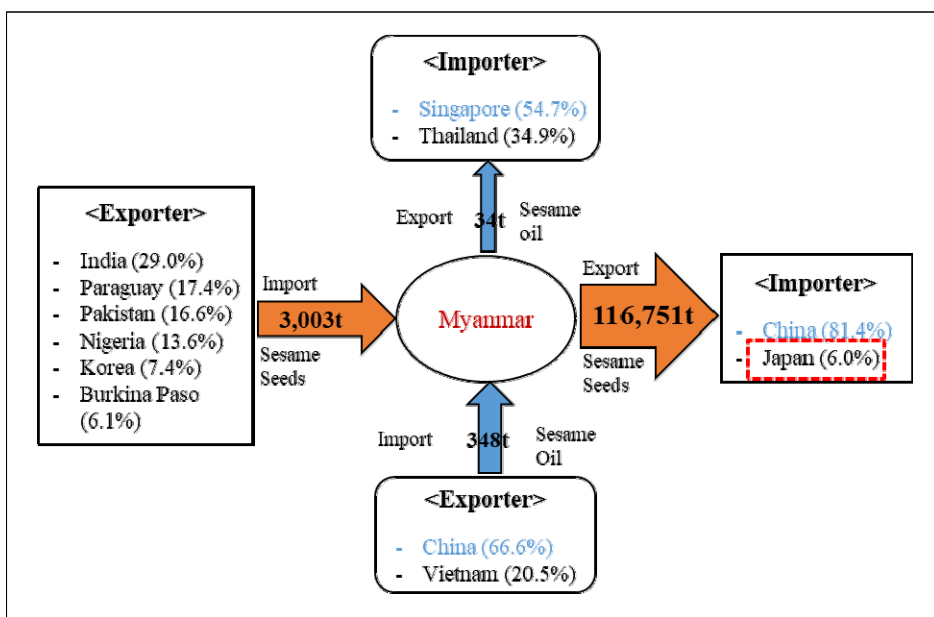 <Importer>
- Singapore (54.7%)
- Thailand (34.9%)
Export 34t Sesame
oil
<Exporter>
- India (29.0%)
- Paraguay (17.4%)
- Pakistan (16.6%)
- Nigeria (13.6%)
- Korea (7.4%)
- Burkina Paso
(6.1%)
Import
3,003t
Sesame
Seeds
Myanmar
Export
116,751t
Sesame
Seeds
<Importer>
- China (81.4%)
- Japan (6.0%)
Import 348t Sesame
Oil
<Exporter>
- China (66.6%)
- Vietnam (20.5%)